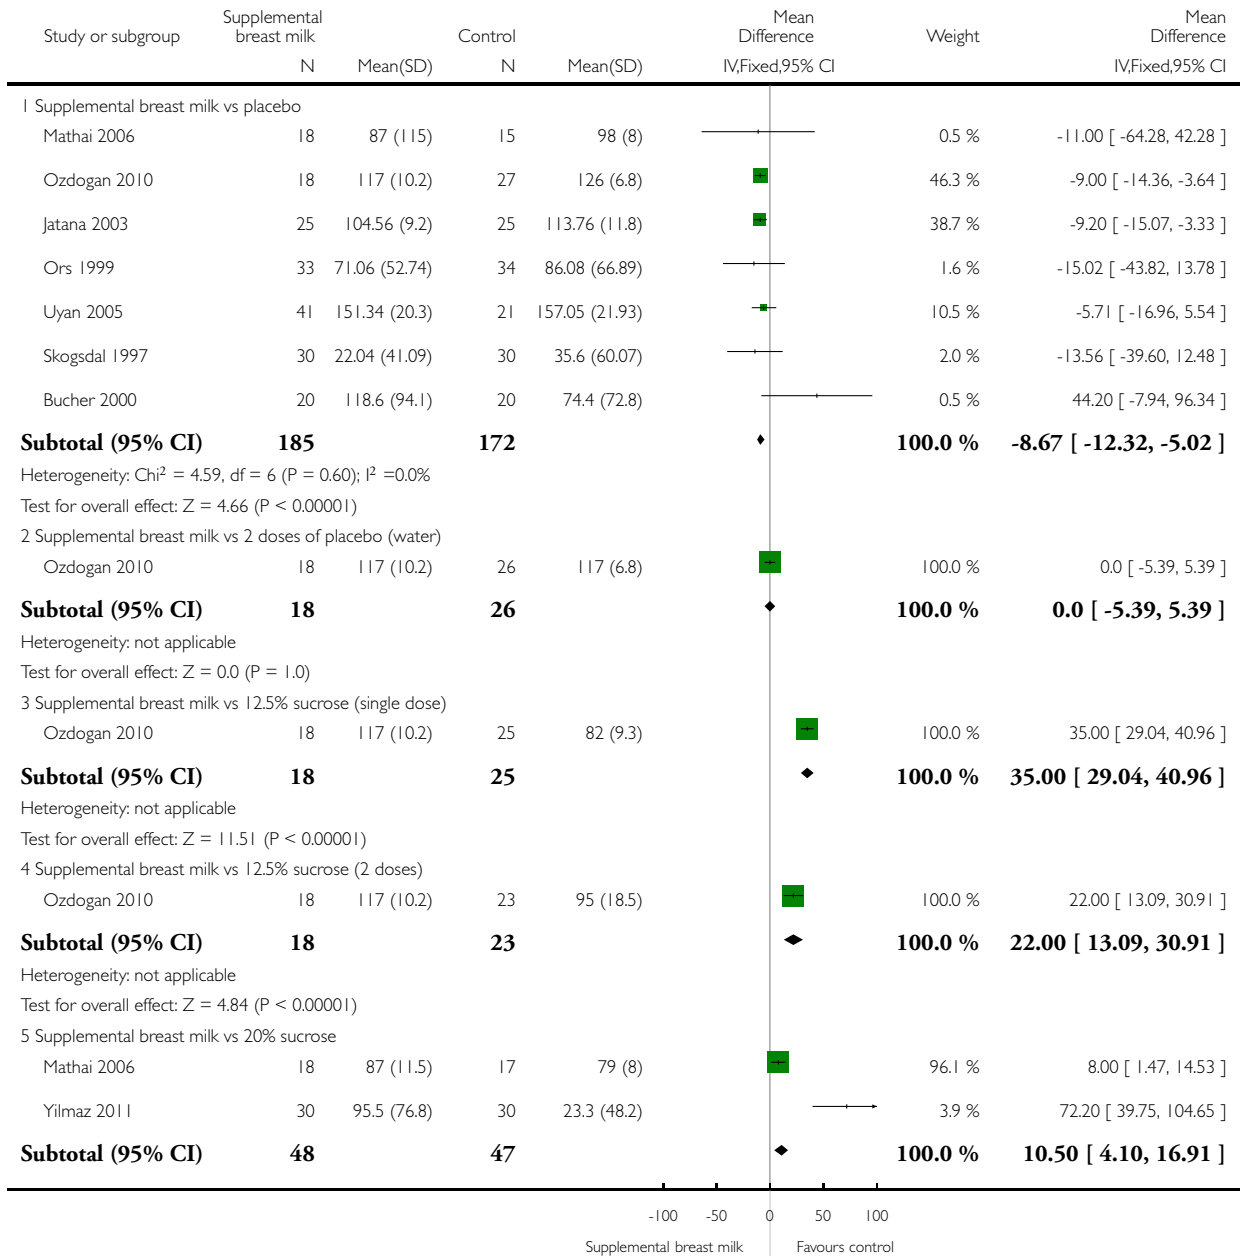 Study or subgroup Supplemental breast milk Control Mean Difference Weight Mean Difference
N Mean(SD) N Mean(SD) IV,Fixed,95% CI IV,Fixed,95% CI
1 Supplemental breast milk vs placebo
Mathai 2006 18 87 (115) 15 98 (8) 0.5 % -11.00 [ -64.28, 42.28 ]
Ozdogan 2010 18 117 (10.2) 27 126 (6.8) 46.3 % -9.00 [ -14.36, -3.64 ]
Jatana 2003 25 104.56 (9.2) 25 113.76 (11.8) 38.7 % -9.20 [ -15.07, -3.33 ]
Ors 1999 33 71.06 (52.74) 34 86.08 (66.89) 1.6 % -15.02 [ -43.82, 13.78 ]
Uyan 2005 41 151.34 (20.3) 21 157.05 (21.93) 10.5 % -5.71 [ -16.96, 5.54 ]
Skogsdal 1997 30 22.04 (41.09) 30 35.6 (60.07) 2.0 % -13.56 [ -39.60, 12.48 ]
Bucher 2000 20 118.6 (94.1) 20 74.4 (72.8) 0.5 % 44.20 [ -7.94, 96.34 ]
Subtotal (95% CI) 185 172 100.0 % -8.67 [ -12.32, -5.02 ]
Heterogeneity: Chi² = 4.59, df = 6 (P = 0.60); I² =0.0%
Test for overall effect: Z = 4.66 (P < 0.00001)
2 Supplemental breast milk vs 2 doses of placebo (water)
Ozdogan 2010 18 117 (10.2) 26 117 (6.8) 100.0 % 0.0 [ -5.39, 5.39 ]
Subtotal (95% CI) 18 26 100.0 % 0.0 [ -5.39, 5.39 ]
Heterogeneity: not applicable
Test for overall effect: Z = 0.0 (P = 1.0)
3 Supplemental breast milk vs 12.5% sucrose (single dose)
Ozdogan 2010 18 117 (10.2) 25 82 (9.3) 100.0 % 35.00 [ 29.04, 40.96 ]
Subtotal (95% CI) 18 25 100.0 % 35.00 [ 29.04, 40.96 ]
Heterogeneity: not applicable
Test for overall effect: Z = 11.51 (P < 0.00001)
4 Supplemental breast milk vs 12.5% sucrose (2 doses)
Ozdogan 2010 18 117 (10.2) 23 95 (18.5) 100.0 % 22.00 [ 13.09, 30.91 ]
Subtotal (95% CI) 18 23 100.0 % 22.00 [ 13.09, 30.91 ]
Heterogeneity: not applicable
Test for overall effect: Z = 4.84 (P < 0.00001)
5 Supplemental breast milk vs 20% sucrose
Mathai 2006 18 87 (11.5) 17 79 (8) 96.1 % 8.00 [ 1.47, 14.53 ]
Yilmaz 2011 30 95.5 (76.8) 30 23.3 (48.2) 3.9 % 72.20 [ 39.75, 104.65 ]
Subtotal (95% CI) 48 47 100.0 % 10.50 [ 4.10, 16.91 ]
-100 -50 0 50 100
Supplemental breast milk Favours control